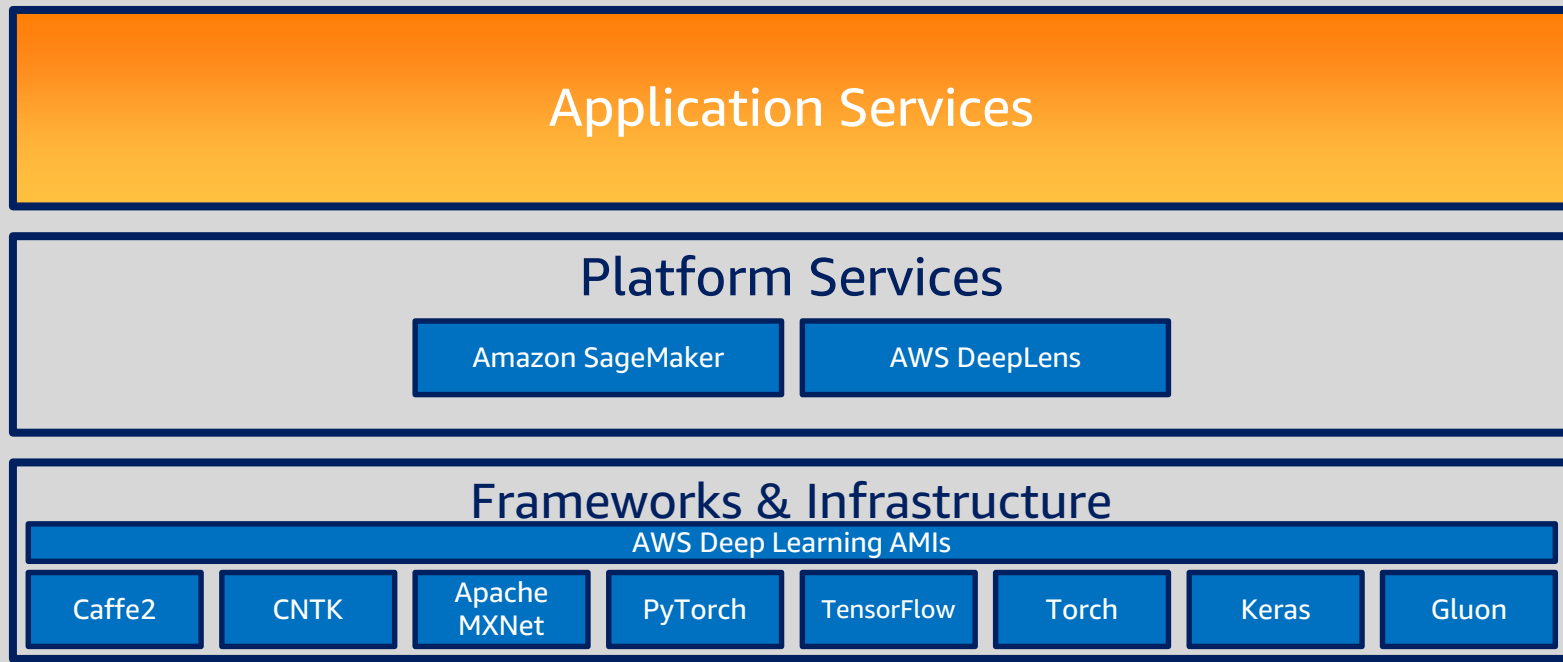 Application Services
Platform Services
Amazon SageMaker
AWS DeepLens
Frameworks & Infrastructure
AWS Deep Learning AMIs
Caffe2
CNTK
Apache
MXNet
PyTorch
TensorFlow
Torch
Keras
Gluon